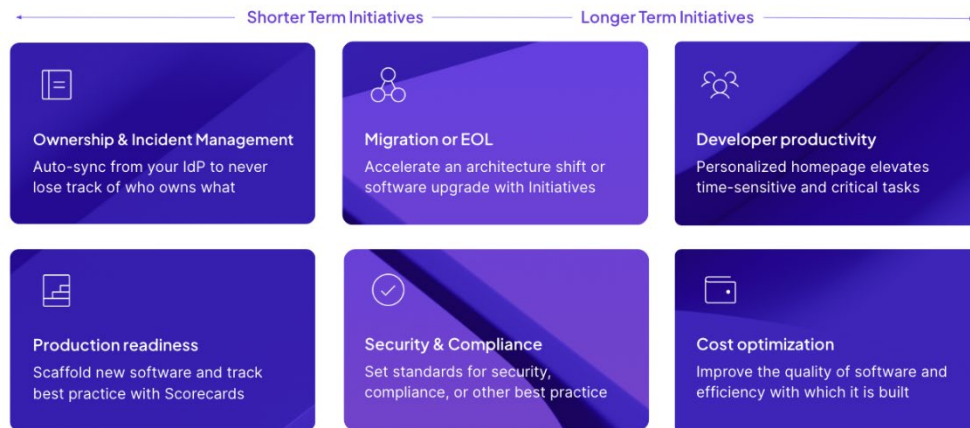 Shorter Term Initiatives
Longer Term Initiatives
Ownership & Incident Management
Auto-sync from your IdP to never
lose track of who owns what
Migration or EOL
Accelerate an architecture shift or
software upgrade with Initiatives
Developer productivity
Personalized homepage elevates
time-sensitive and critical tasks
Production readiness
Scaffold new software and track
best practice with Scorecards
Security & Compliance
Set standards for security,
compliance, or other best practice
Cost optimization
Improve the quality of software and
efficiency with which it is built